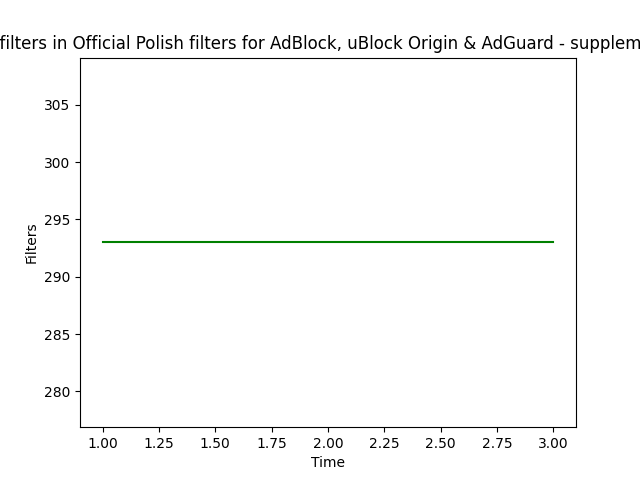 filters in Official Polish filters for AdBlock, uBlock Origin & AdGuard - supplem
305
300
295
290
285
280
Filters
1.00 1.25 1.50 1.75 2.00 2.25 2.50 2.75 3.00
Time